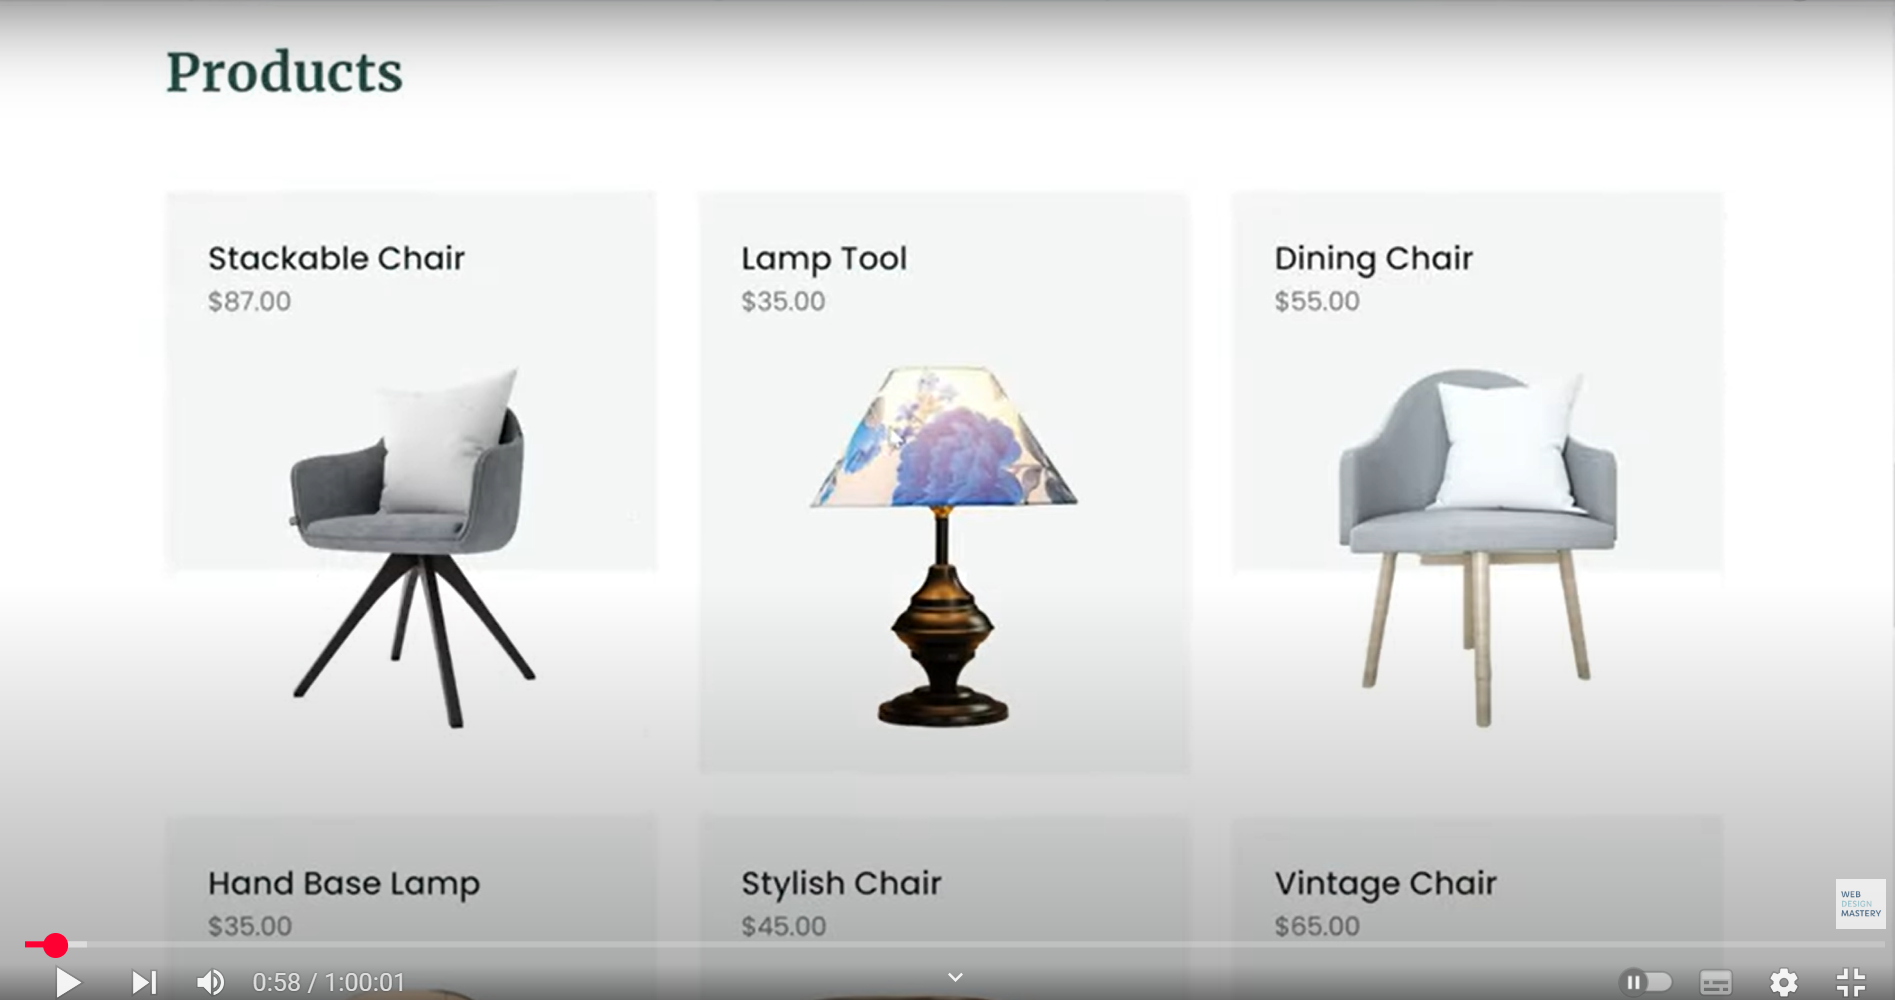 Products
Stackable Chair
$87.00
Lamp Tool
$35.00
Dining Chair
$55.00
Hand Base Lamp
$35.00
Stylish Chair
$45.00
Vintage Chair
$65.00
WEB
DESIGN
MASTERY
0:58 / 1:00:01